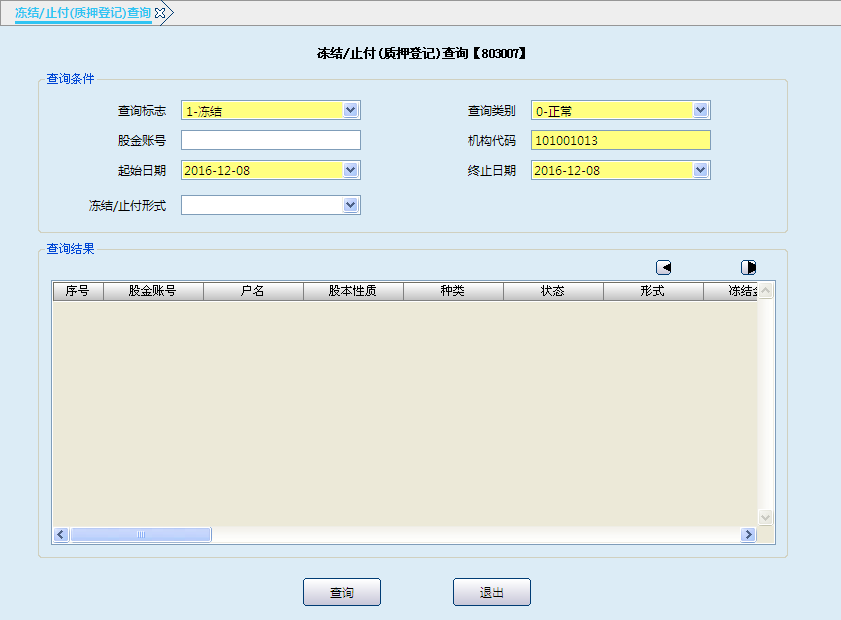 冻结/止付(质押登记)查询
冻结/止付(质押登记)查询【803007】
查询条件
查询标志 1-冻结 查询类别 0-正常
股金账号 机构代码 101001013
起始日期 2016-12-08 终止日期 2016-12-08
冻结/止付形式
查询结果
序号 股金账号 户名 股本性质 种类 状态 形式 冻结
查询 退出